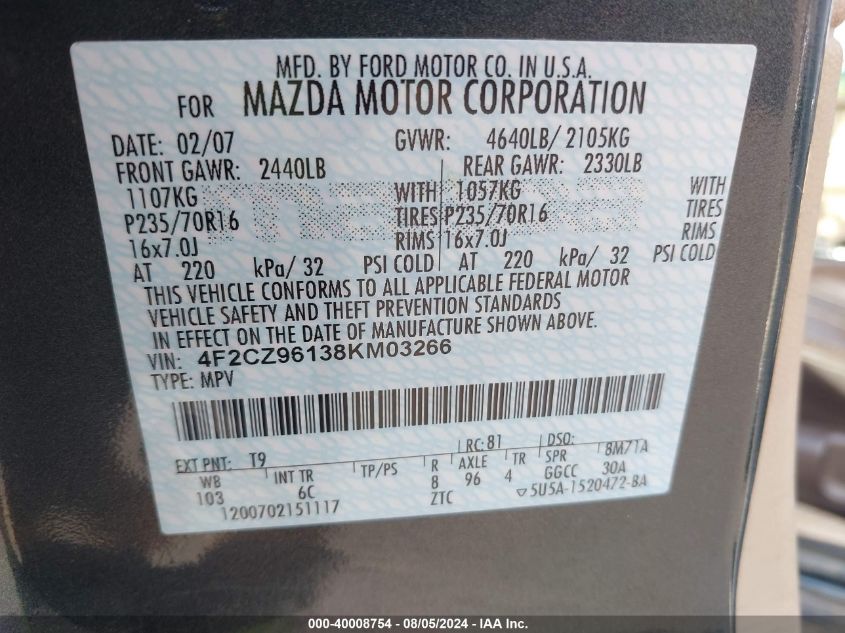 MFD. BY FORD MOTOR CO. IN U.S.A.
FOR MAZDA MOTOR CORPORATION
DATE: 02/07 GVWR: 4640LB/ 2105KG
FRONT GAWR: 2440LB REAR GAWR: 2330LB
1107KG WITH 1057KG WITH
P235/70R16 TIRES P235/70R16 TIRES
16x7.0J RIMS 16x7.0J RIMS
AT 220 kPa/ 32 PSI COLD AT 220 kPa/ 32 PSI COLD
THIS VEHICLE CONFORMS TO ALL APPLICABLE FEDERAL MOTOR
VEHICLE SAFETY AND THEFT PREVENTION STANDARDS
IN EFFECT ON THE DATE OF MANUFACTURE SHOWN ABOVE.
VIN: 4F2CZ96138KM03266
TYPE: MPV
EXT PNT: T9 RC: 81 DSO:
WB INT TR TP/PS R AXLE TR SPR 8M71A
103 6C 8 96 4 GGCC 30A
1200702151117 ZTC 5U5A-1520472-BA
000-40008754 - 08/05/2024 - IAA Inc.